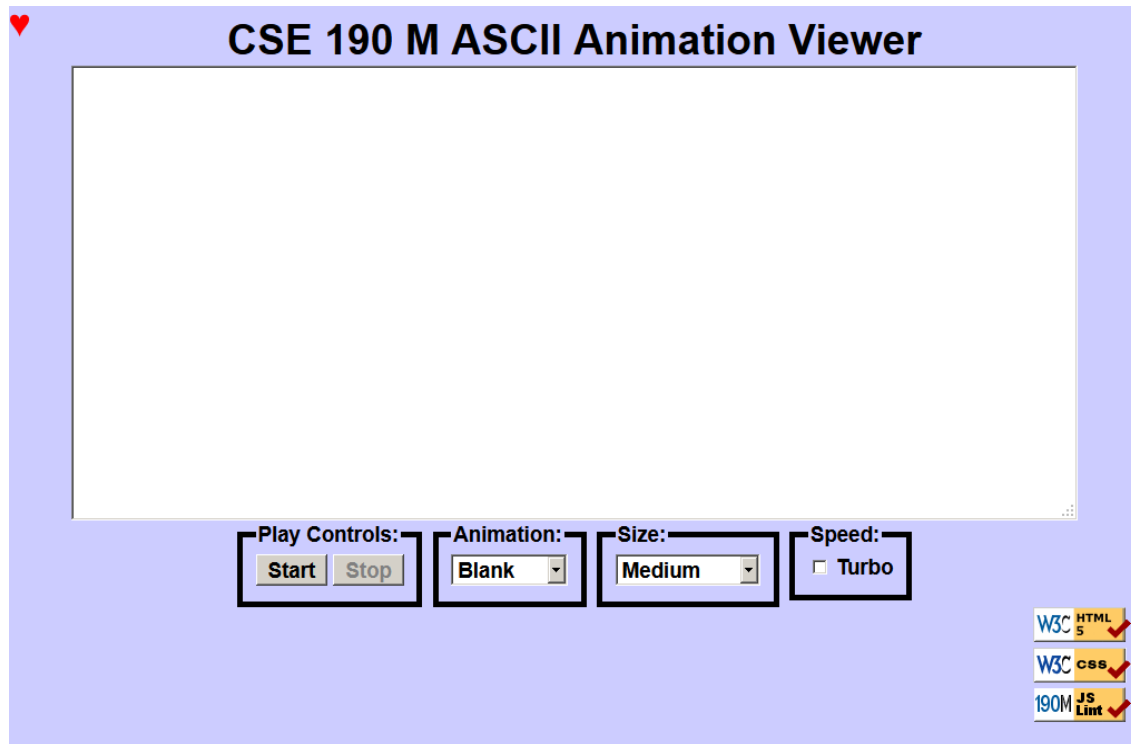 CSE 190 M ASCII Animation Viewer
Play Controls: Animation: Size: Speed:
Start Stop Blank Medium Turbo
W3C HTML 5
W3C css
190M JS Lint